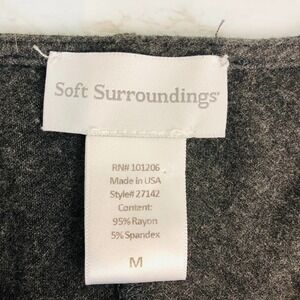 Soft Surroundings
RN# 101206
Made in USA
Style# 27142
Content:
95% Rayon
5% Spandex
M